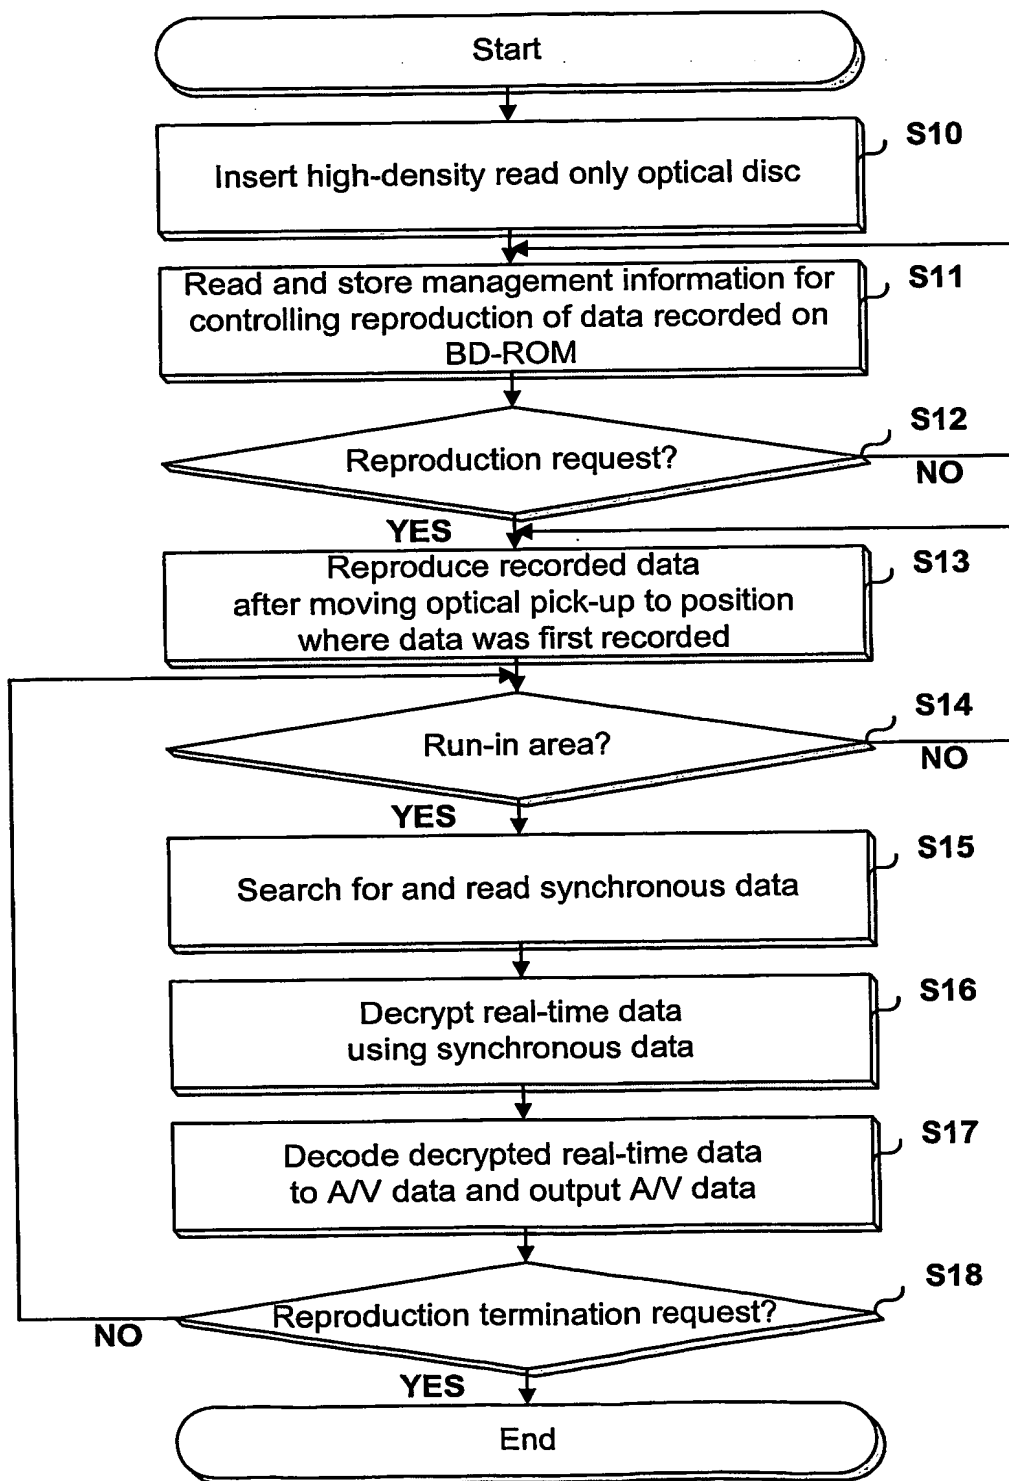 Start
S10
Insert high-density read only optical disc
S11
Read and store management information for
controlling reproduction of data recorded on
BD-ROM
S12
Reproduction request?
NO
YES
S13
Reproduce recorded data
after moving optical pick-up to position
where data was first recorded
S14
Run-in area?
NO
YES
S15
Search for and read synchronous data
S16
Decrypt real-time data
using synchronous data
S17
Decode decrypted real-time data
to A/V data and output A/V data
S18
Reproduction termination request?
NO
YES
End